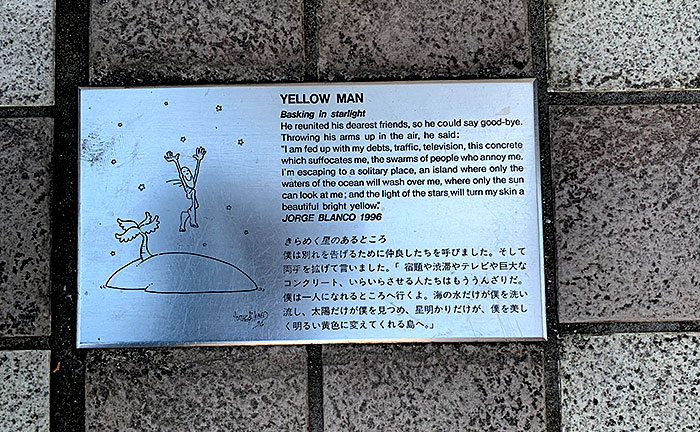 YELLOW MAN
Basking in starlight
He reunited his dearest friends, so he could say good-bye.
Throwing his arms up in the air, he said:
"I am fed up with my debts, traffic, television, this concrete
which suffocates me, the swarms of people who annoy me.
I'm escaping to a solitary place, an island where only the
waters of the ocean will wash over me, where only the sun
can look at me; and the light of the stars will turn my skin a
beautiful bright yellow".
JORGE BLANCO 1996
きらめく星のあるところ
僕は別れを告げるために仲良したちを呼びました。そして
両手を拡げて言いました。「宿題や渋滞やテレビや巨大な
コンクリート、いらいらさせる人たちはもううんざりだ。
僕は一人になれるところへ行くよ。海の水だけが僕を洗い
流し、太陽だけが僕を見つめ、星明かりだけが、僕を美し
く明るい黄色に変えてくれる島へ。」